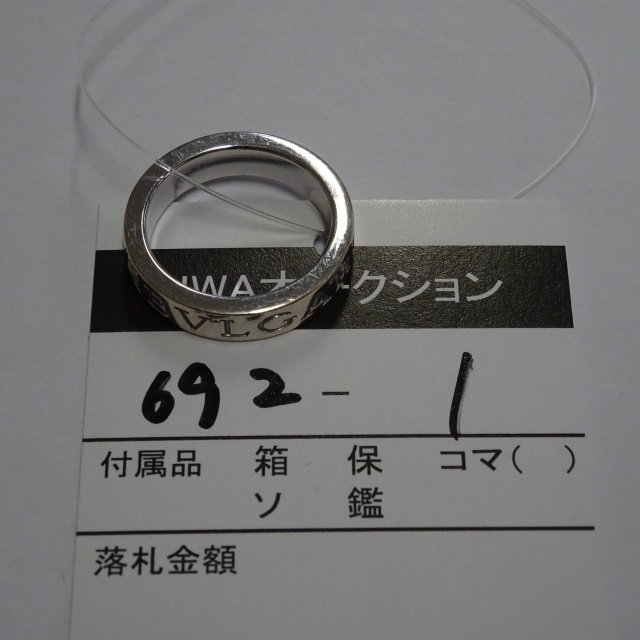 IWAオークション
BVLGA
692-1
付属品 箱 保 コマ( )
ソ 鑑
落札金額